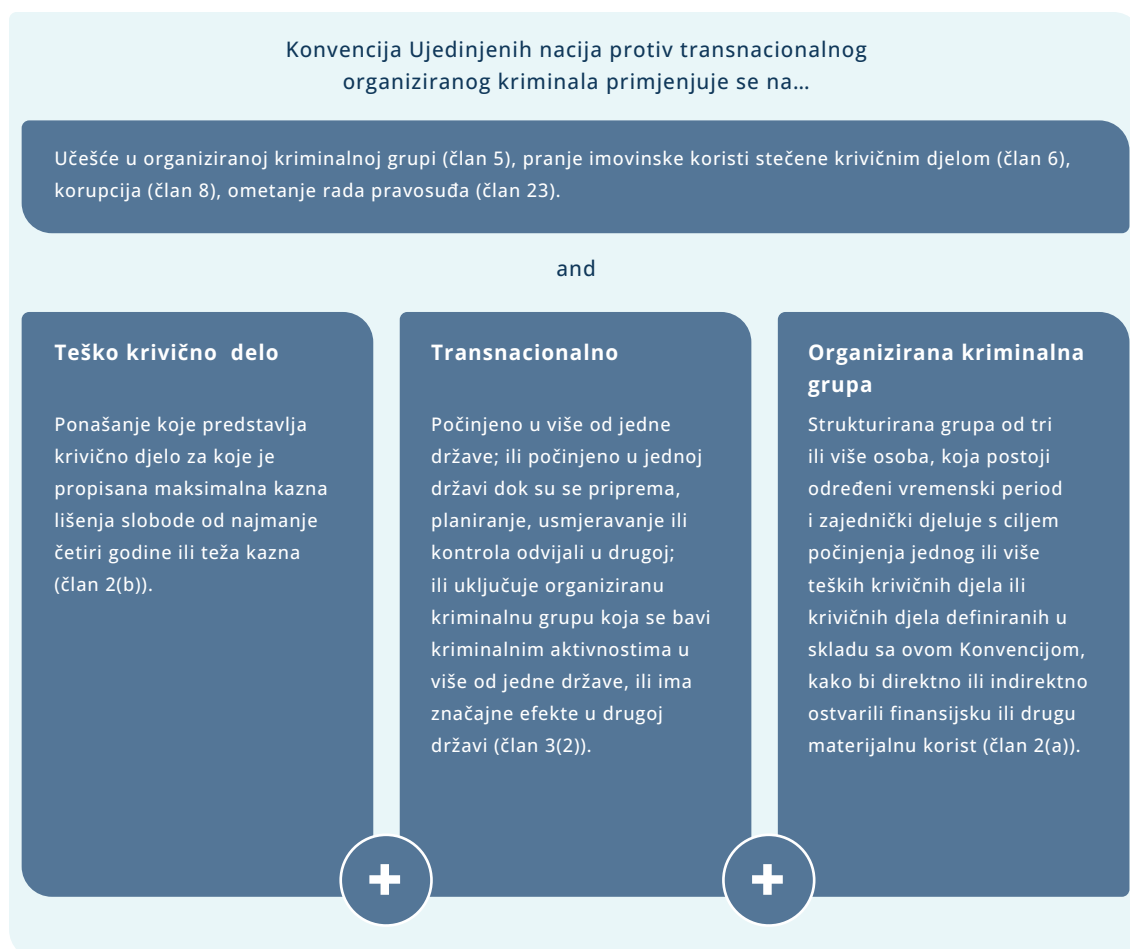 Konvencija Ujedinjenih nacija protiv transnacionalnog
organiziranog kriminala primjenjuje se na...
Učešće u organiziranoj kriminalnoj grupi (član 5), pranje imovinske koristi stečene krivičnim djelom (član 6),
korupcija (član 8), ometanje rada pravosuđa (član 23).
and
Teško krivično  delo
Ponašanje koje predstavlja
krivično djelo za koje je
propisana maksimalna kazna
lišenja slobode od najmanje
četiri godine ili teža kazna
(član 2(b)).
Transnacionalno
Počinjeno u više od jedne
države; ili počinjeno u jednoj
državi dok su se priprema,
planiranje, usmjeravanje ili
kontrola odvijali u drugoj;
ili uključuje organiziranu
kriminalnu grupu koja se bavi
kriminalnim aktivnostima u
više od jedne države, ili ima
značajne efekte u drugoj
državi (član 3(2)).
Organizirana kriminalna
grupa
Strukturirana grupa od tri
ili više osoba, koja postoji
određeni vremenski period
i zajednički djeluje s ciljem
počinjenja jednog ili više
teških krivičnih djela ili
krivičnih djela definiranih u
skladu sa ovom Konvencijom,
kako bi direktno ili indirektno
ostvarili finansijsku ili drugu
materijalnu korist (član 2(a)).